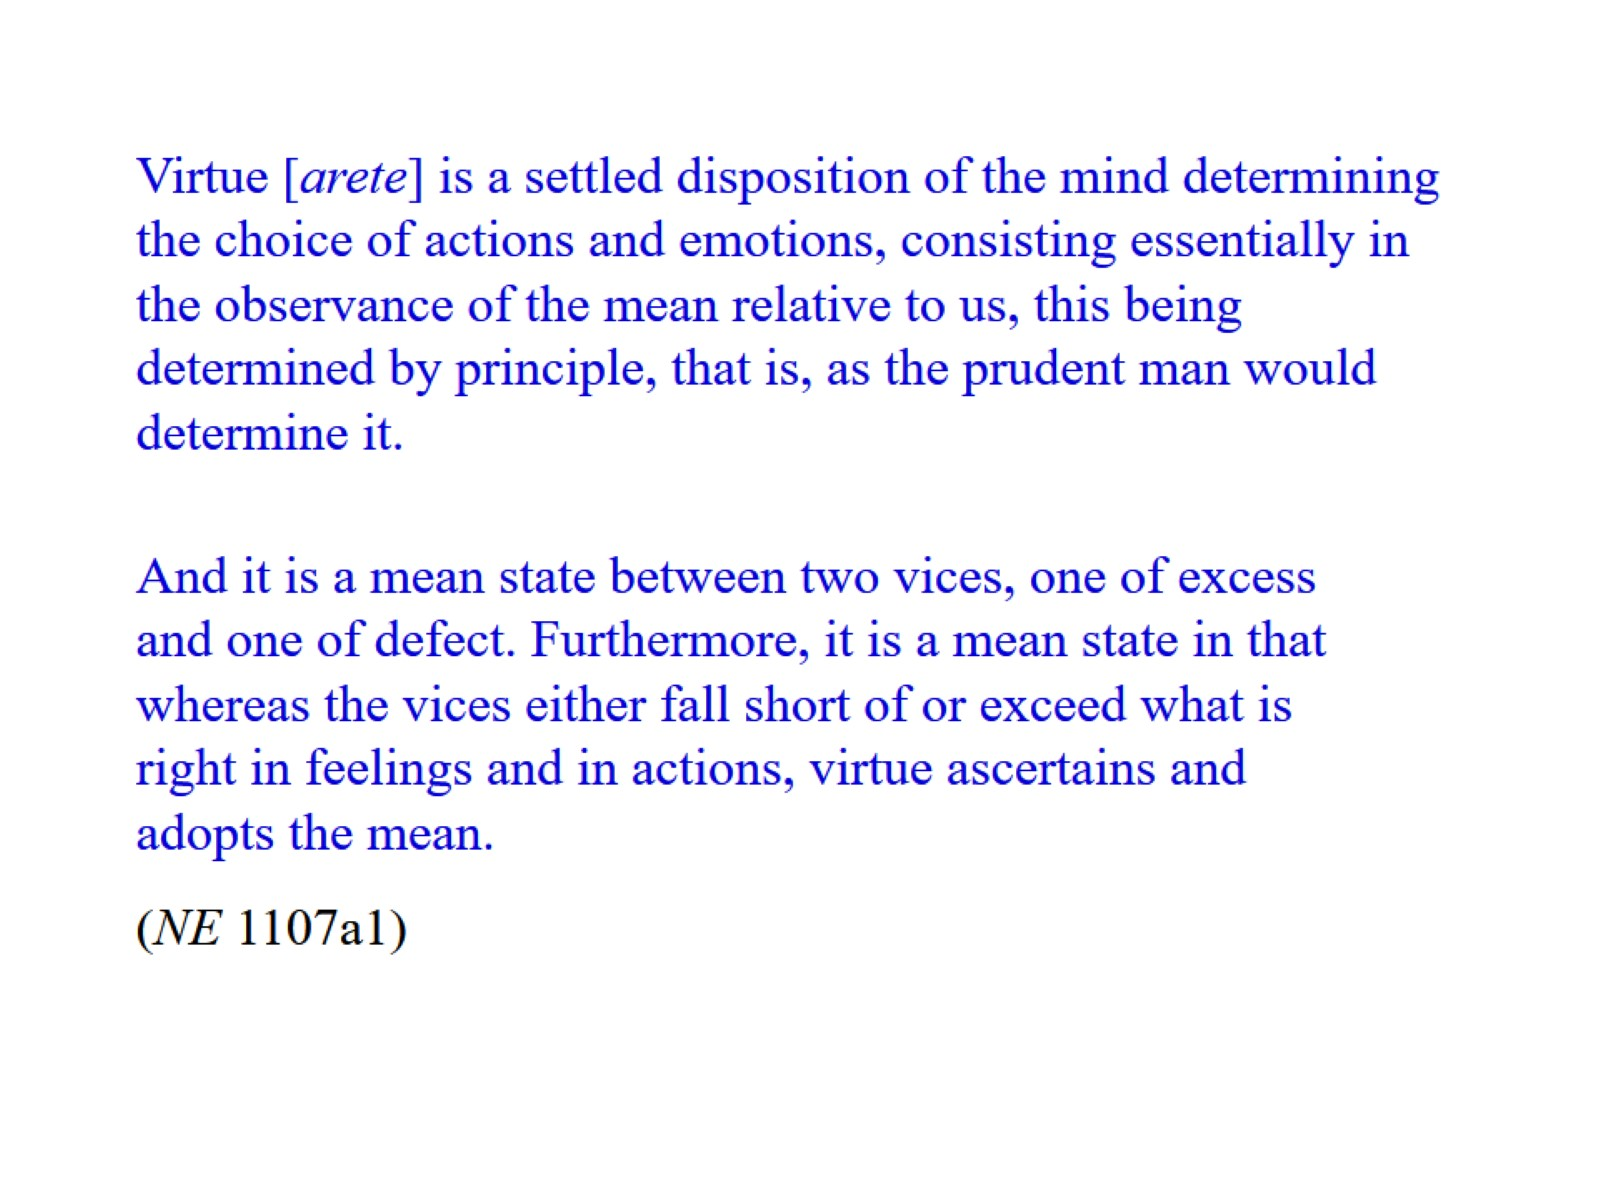 Virtue [arete] is a settled disposition of the mind determining
the choice of actions and emotions, consisting essentially in
the observance of the mean relative to us, this being
determined by principle, that is, as the prudent man would
determine it.
And it is a mean state between two vices, one of excess
and one of defect. Furthermore, it is a mean state in that
whereas the vices either fall short of or exceed what is
right in feelings and in actions, virtue ascertains and
adopts the mean.
(NE 1107a1)